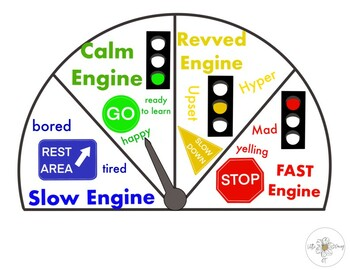 Calm
Engine
GO
ready
to learn
happy
Revved
Engine
Upset
Hyper
SLOW
DOWN
bored
REST
AREA
tired
Slow Engine
Mad
yelling
STOP
FAST
Engine